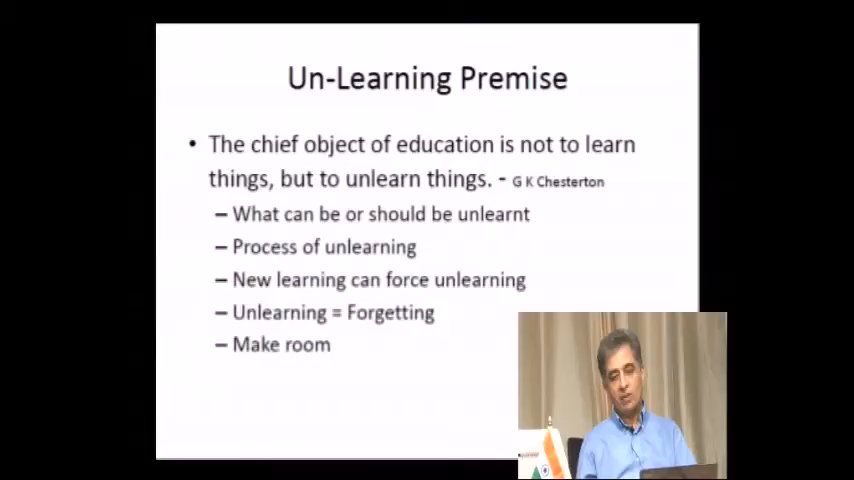 Un-Learning Premise
• The chief object of education is not to learn
things, but to unlearn things. - G K Chesterton
– What can be or should be unlearnt
– Process of unlearning
– New learning can force unlearning
– Unlearning = Forgetting
– Make room